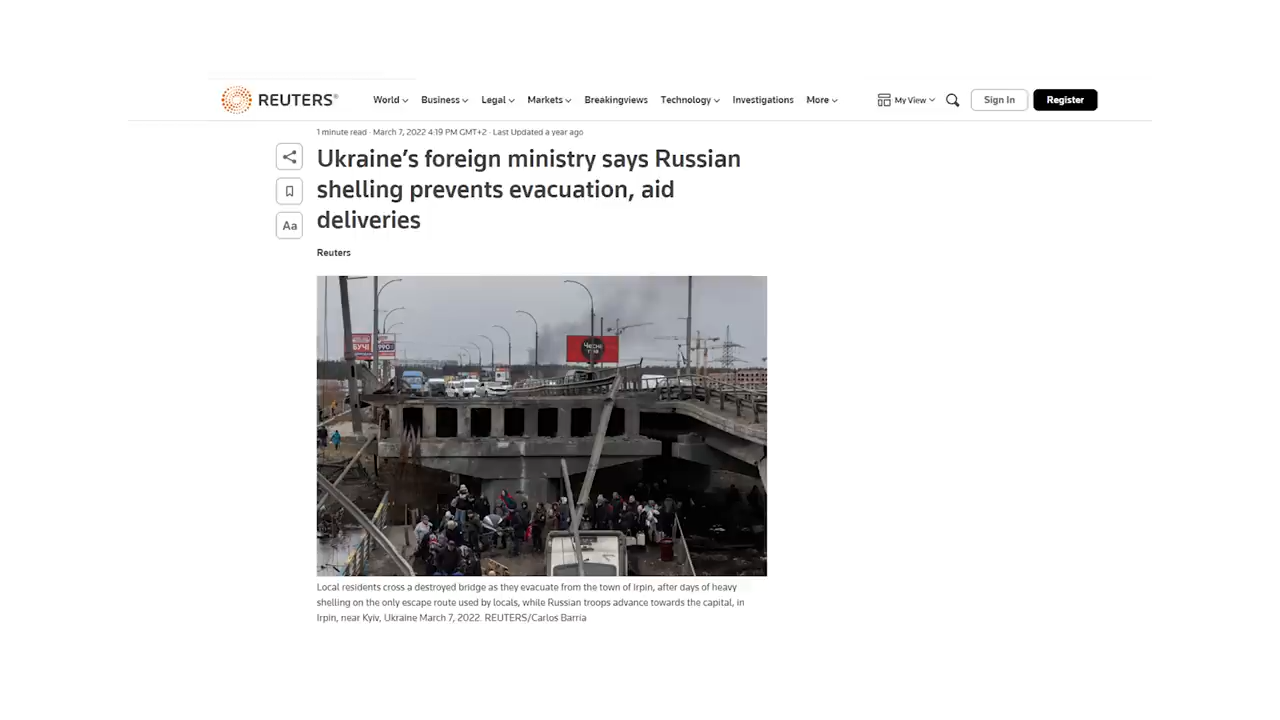 REUTERS®
World Business Legal Markets Breakingviews Technology Investigations More
My View
Sign In
Register
1 minute read · March 7, 2022 4:19 PM GMT+2 · Last Updated a year ago
Ukraine's foreign ministry says Russian
shelling prevents evacuation, aid
deliveries
Aa
Reuters
БУЧІ
990
Чесна
Local residents cross a destroyed bridge as they evacuate from the town of Irpin, after days of heavy
shelling on the only escape route used by locals, while Russian troops advance towards the capital, in
Irpin, near Kyiv, Ukraine March 7, 2022. REUTERS/Carlos Barria